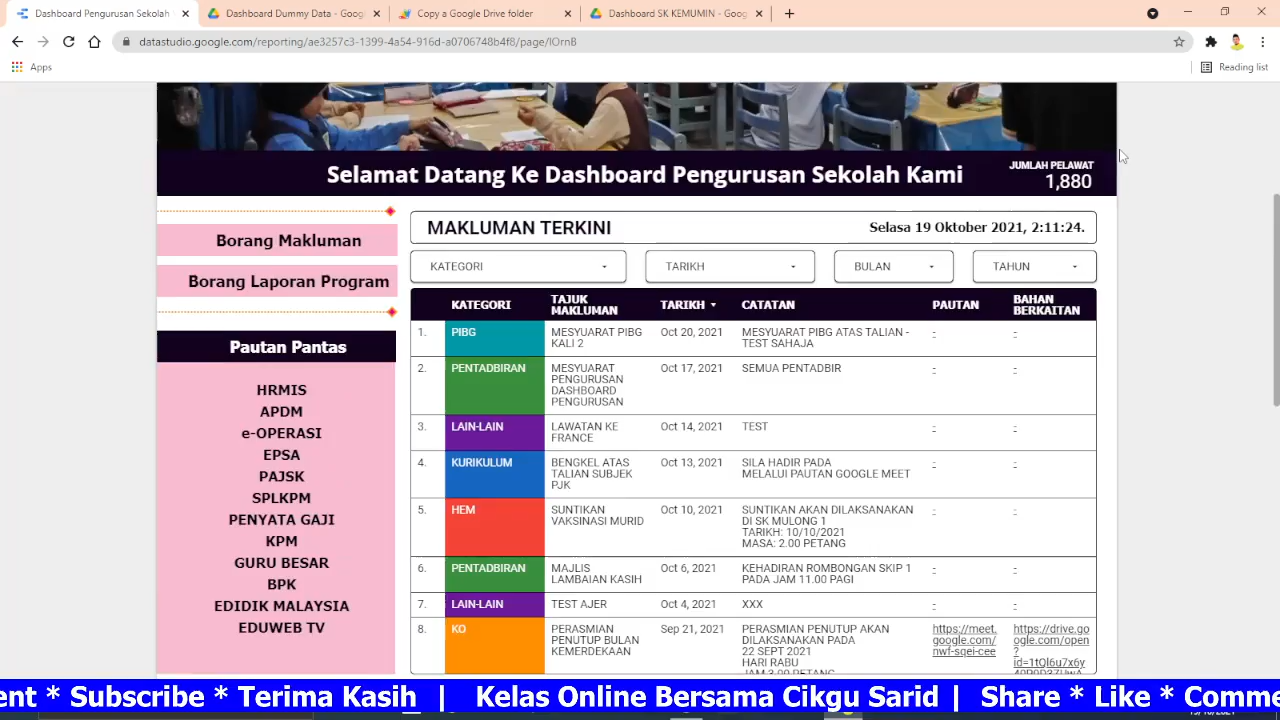 Dashboard Pengurusan Sekolah
Dashboard Dummy Data - Goog
Copy a Google Drive folder
Dashboard SK KEMUMIN - Goog
datastudio.google.com/reporting/ae3257c3-1399-4a54-916d-a0706748b4f8/page/IOrnB
Apps
Reading list
Selamat Datang Ke Dashboard Pengurusan Sekolah Kami
JUMLAH PELAWAT
1,880
Borang Makluman
Borang Laporan Program
Pautan Pantas
HRMIS
APDM
e-OPERASI
EPSA
PAJSK
SPLKPM
PENYATA GAJI
KPM
GURU BESAR
BPK
EDIDIK MALAYSIA
EDUWEB TV
MAKLUMAN TERKINI
Selasa 19 Oktober 2021, 2:11:24.
KATEGORI
TARIKH
BULAN
TAHUN
KATEGORI
TAJUK
MAKLUMAN
TARIKH
CATATAN
PAUTAN
BAHAN
BERKAITAN
1.
PIBG
MESYUARAT PIBG
KALI 2
Oct 20, 2021
MESYUARAT PIBG ATAS TALIAN -
TEST SAHAJA
-
-
2.
PENTADBIRAN
MESYUARAT
PENGURUSAN
DASHBOARD
PENGURUSAN
Oct 17, 2021
SEMUA PENTADBIR
-
-
3.
LAIN-LAIN
LAWATAN KE
FRANCE
Oct 14, 2021
TEST
-
-
4.
KURIKULUM
BENGKEL ATAS
TALIAN SUBJEK
PJK
Oct 13, 2021
SILA HADIR PADA
MELALUI PAUTAN GOOGLE MEET
-
-
5.
HEM
SUNTIKAN
VAKSINASI MURID
Oct 10, 2021
SUNTIKAN AKAN DILAKSANAKAN
DI SK MULONG 1
TARIKH: 10/10/2021
MASA: 2.00 PETANG
-
-
6.
PENTADBIRAN
MAJLIS
LAMBAIAN KASIH
Oct 6, 2021
KEHADIRAN ROMBONGAN SKIP 1
PADA JAM 11.00 PAGI
-
-
7.
LAIN-LAIN
TEST AJER
Oct 4, 2021
XXX
-
-
8.
KO
PERASMIAN
PENUTUP BULAN
KEMERDEKAAN
Sep 21, 2021
PERASMIAN PENUTUP AKAN
DILAKSANAKAN PADA
22 SEPT 2021
HARI RABU
JAM 3.00 PETANG
https://meet.
google.com/
nwf-sqei-cee
https://drive.go
ogle.com/open
?
id=1tQl6u7x6y
ent * Subscribe * Terima Kasih | Kelas Online Bersama Cikgu Sarid | Share * Like * Comme